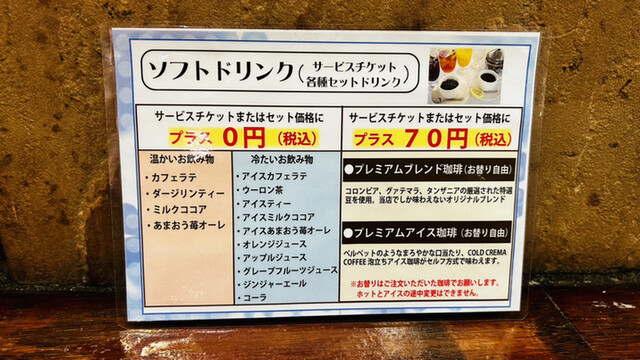 ソフトドリンク(サービスチケット
各種セットドリンク)
サービスチケットまたはセット価格に
プラス 0円(税込)
温かいお飲み物
・カフェラテ
・ダージリンティー
・ミルクココア
・あまおう苺オーレ
冷たいお飲み物
・アイスカフェラテ
・ウーロン茶
・アイスティー
・アイスミルクココア
・アイスあまおう苺オーレ
・オレンジジュース
・アップルジュース
・グレープフルーツジュース
・ジンジャーエール
・コーラ
サービスチケットまたはセット価格に
プラス 70円(税込)
●プレミアムブレンド珈琲(お替り自由)
コロンビア、グァテマラ、タンザニアの厳選された特選
豆を使用。当店でしか味わえないオリジナルブレンド
●プレミアムアイス珈琲(お替り自由)
ベルベットのようなまろやかな口当たり、COLD CREMA
COFFEE 泡立ちアイス珈琲がセルフ方式で味わえます。
※お替りはご注文いただいた珈琲でお願いします。
ホットとアイスの途中変更はできません。